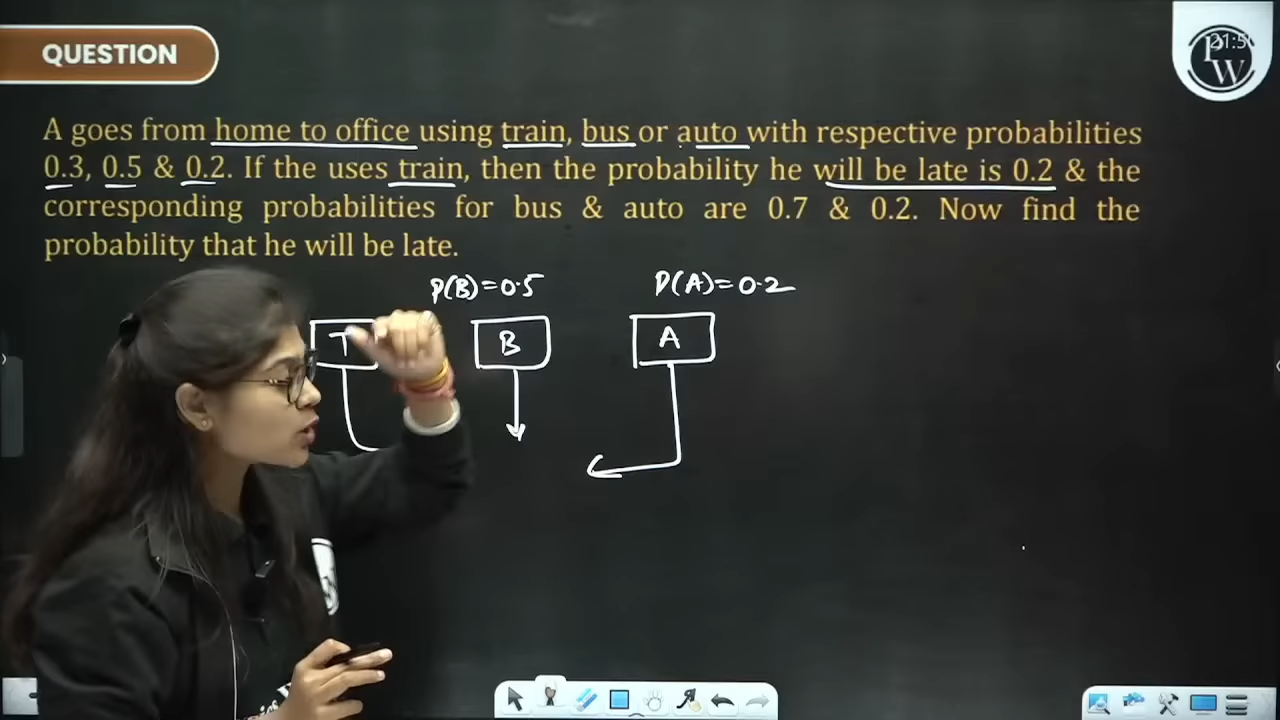 QUESTION
21:5
P
W
A goes from home to office using train, bus or auto with respective probabilities
0.3, 0.5 & 0.2. If the uses train, then the probability he will be late is 0.2 & the
corresponding probabilities for bus & auto are 0.7 & 0.2. Now find the
probability that he will be late.
P(B)=0.5 P(A)=0.2
T B A